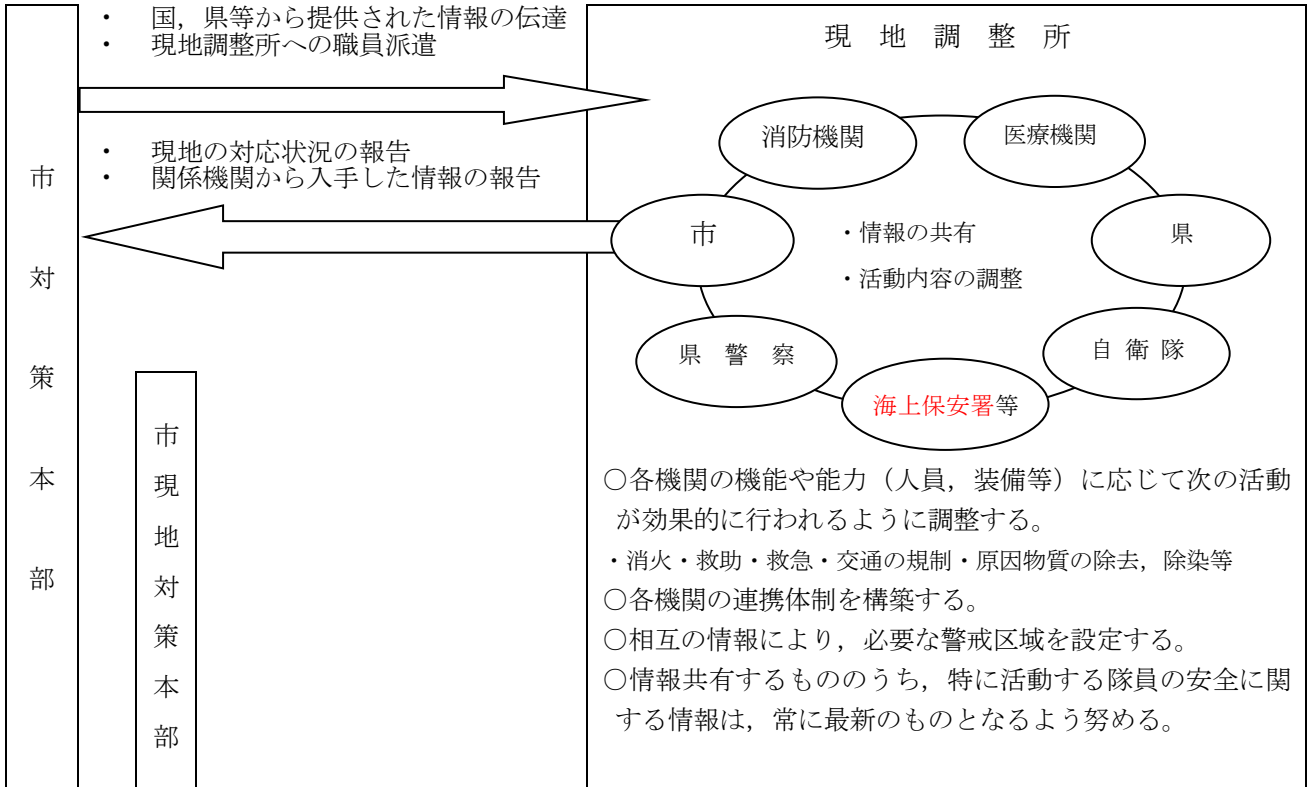 市対策本部
・ 国，県等から提供された情報の伝達
・ 現地調整所への職員派遣
・ 現地の対応状況の報告
・ 関係機関から入手した情報の報告
市現地対策本部
現地調整所
消防機関
医療機関
市
・情報の共有
・活動内容の調整
県
県警察
自衛隊
海上保安署等
○各機関の機能や能力（人員，装備等）に応じて次の活動
が効果的に行われるように調整する。
・消火・救助・救急・交通の規制・原因物質の除去，除染等
○各機関の連携体制を構築する。
○相互の情報により，必要な警戒区域を設定する。
○情報共有するもののうち，特に活動する隊員の安全に関
する情報は，常に最新のものとなるよう努める。